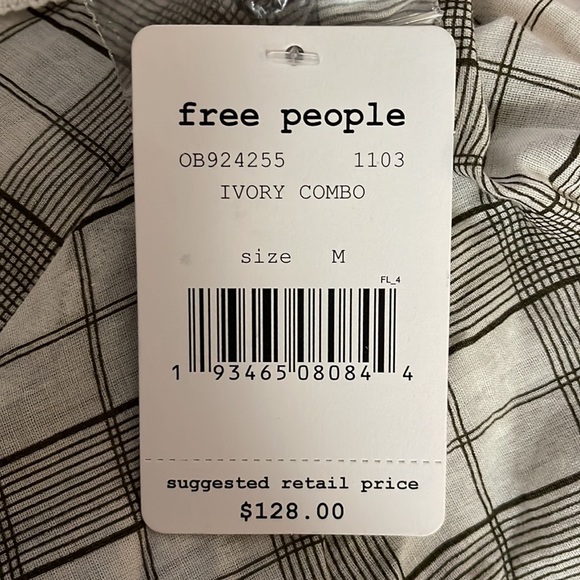 free people
OB924255 1103
IVORY COMBO
size M
FL_4
1 93465 08084 4
suggested retail price
$128.00